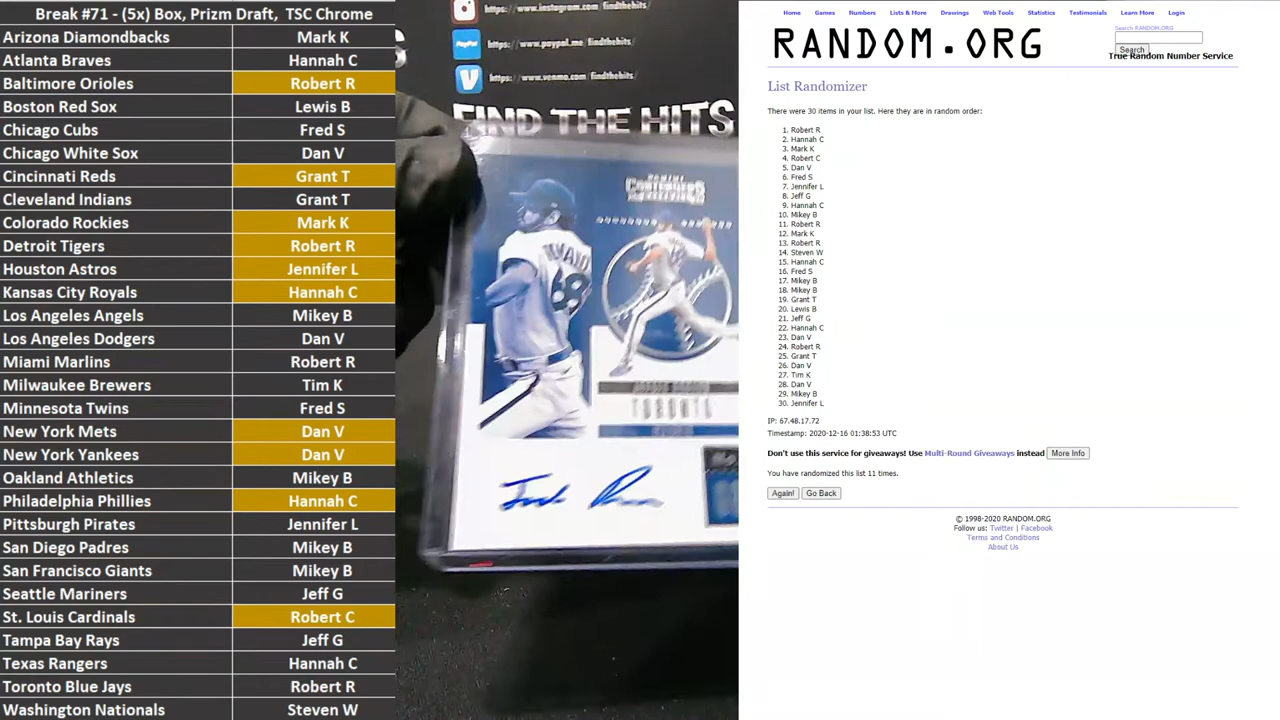 Break #71 - (5x) Box, Prizm Draft, TSC Chrome
Arizona Diamondbacks Mark K
Atlanta Braves Hannah C
Baltimore Orioles Robert R
Boston Red Sox Lewis B
Chicago Cubs Fred S
Chicago White Sox Dan V
Cincinnati Reds Grant T
Cleveland Indians Grant T
Colorado Rockies Mark K
Detroit Tigers Robert R
Houston Astros Jennifer L
Kansas City Royals Hannah C
Los Angeles Angels Mikey B
Los Angeles Dodgers Dan V
Miami Marlins Robert R
Milwaukee Brewers Tim K
Minnesota Twins Fred S
New York Mets Dan V
New York Yankees Dan V
Oakland Athletics Mikey B
Philadelphia Phillies Hannah C
Pittsburgh Pirates Jennifer L
San Diego Padres Mikey B
San Francisco Giants Mikey B
Seattle Mariners Jeff G
St. Louis Cardinals Robert C
Tampa Bay Rays Jeff G
Texas Rangers Hannah C
Toronto Blue Jays Robert R
Washington Nationals Steven W
https://www.instagram.com/findthehits/
PayPal https://www.paypal.me/findthehits
https://www.venmo.com/findthehits/
FIND THE HITS
PANINI
CONTENDERS
68
TORONTO
Home Games Numbers Lists & More Drawings Web Tools Statistics Testimonials Learn More Login
RANDOM.ORG
Search RANDOM.ORG
Search
True Random Number Service
List Randomizer
There were 30 items in your list. Here they are in random order:
1. Robert R
2. Hannah C
3. Mark K
4. Robert C
5. Dan V
6. Fred S
7. Jennifer L
8. Jeff G
9. Hannah C
10. Mikey B
11. Robert R
12. Mark K
13. Robert R
14. Steven W
15. Hannah C
16. Fred S
17. Mikey B
18. Mikey B
19. Grant T
20. Lewis B
21. Jeff G
22. Hannah C
23. Dan V
24. Robert R
25. Grant T
26. Dan V
27. Tim K
28. Dan V
29. Mikey B
30. Jennifer L
IP: 67.48.17.72
Timestamp: 2020-12-16 01:38:53 UTC
Don't use this service for giveaways! Use Multi-Round Giveaways instead More Info
You have randomized this list 11 times.
Again! Go Back
© 1998-2020 RANDOM.ORG
Follow us: Twitter | Facebook
Terms and Conditions
About Us